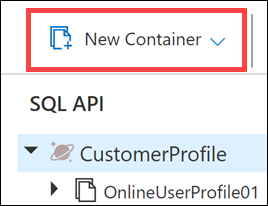 New Container
SQL API
CustomerProfile
OnlineUserProfile01